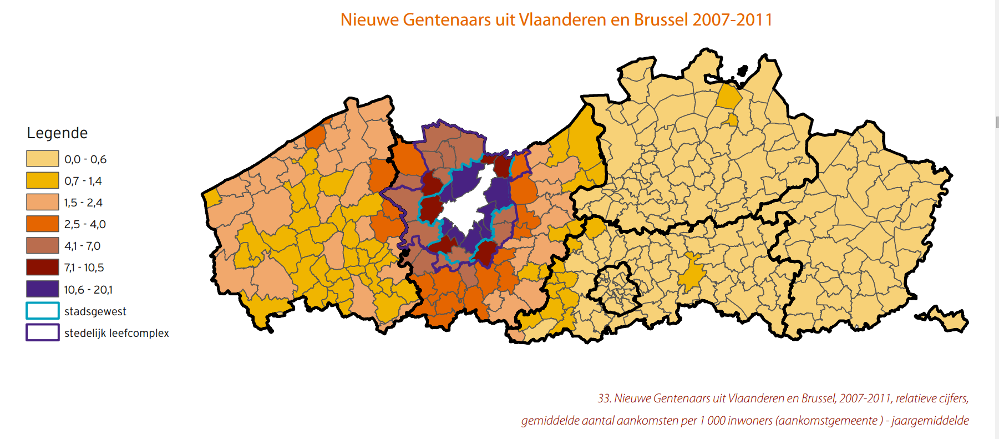 Nieuwe Gentenaars uit Vlaanderen en Brussel 2007-2011
Legende
0,0 - 0,6
0,7 - 1,4
1,5 - 2,4
2,5 - 4,0
4,1 - 7,0
7,1 - 10,5
10,6 - 20,1
stadsgewest
stedelijk leefcomplex
33. Nieuwe Gentenaars uit Vlaanderen en Brussel, 2007-2011, relatieve cijfers,
gemiddelde aantal aankomsten per 1 000 inwoners (aankomstgemeente ) - jaargemiddelde